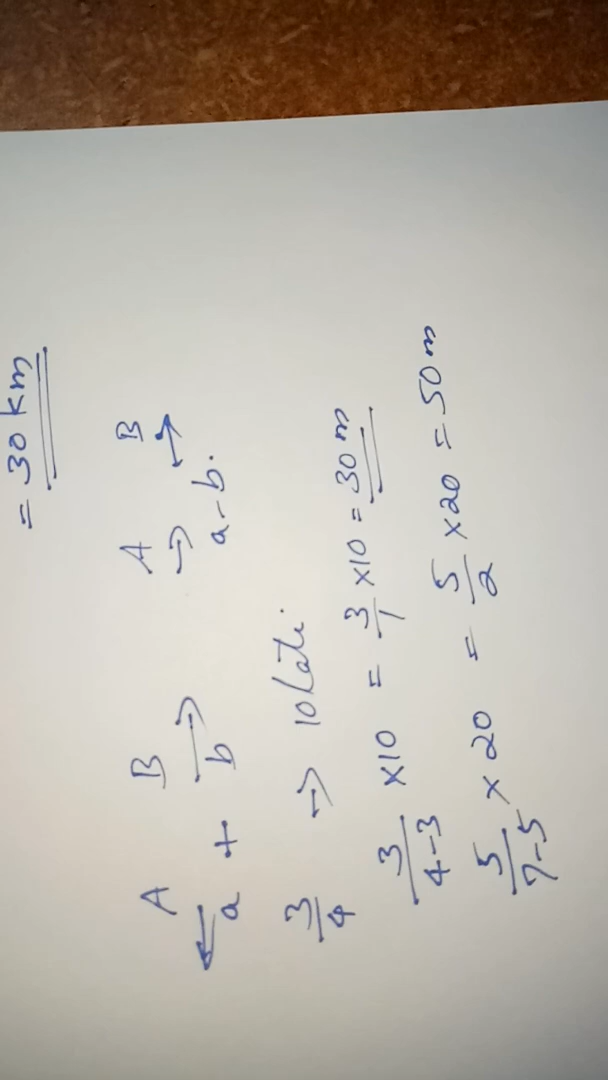 = 30 km
A B A B
← → → ↔
a + b a - b.
3/4 → 10 late.
3/(4-3) × 10 = 3/1 × 10 = 30 m
5/(7-5) × 20 = 5/2 × 20 = 50 m